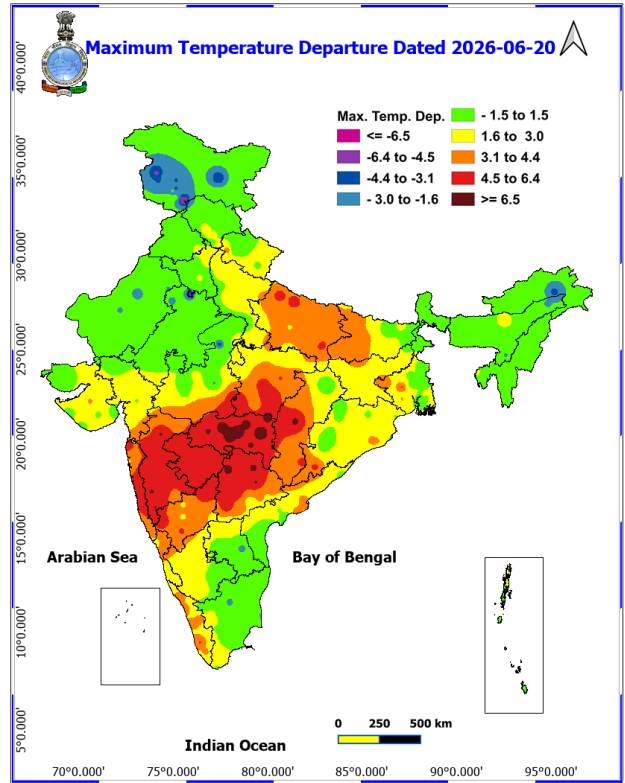 Maximum Temperature Departure Dated 2026-06-20
Max. Temp. Dep.
<= -6.5
-6.4 to -4.5
-4.4 to -3.1
- 3.0 to -1.6
- 1.5 to 1.5
1.6 to 3.0
3.1 to 4.4
4.5 to 6.4
>= 6.5
40°0.000'
35°0.000'
30°0.000'
25°0.000'
20°0.000'
15°0.000'
10°0.000'
5°0.000'
Arabian Sea
Bay of Bengal
Indian Ocean
0 250 500 km
70°0.000' 75°0.000' 80°0.000' 85°0.000' 90°0.000' 95°0.000'